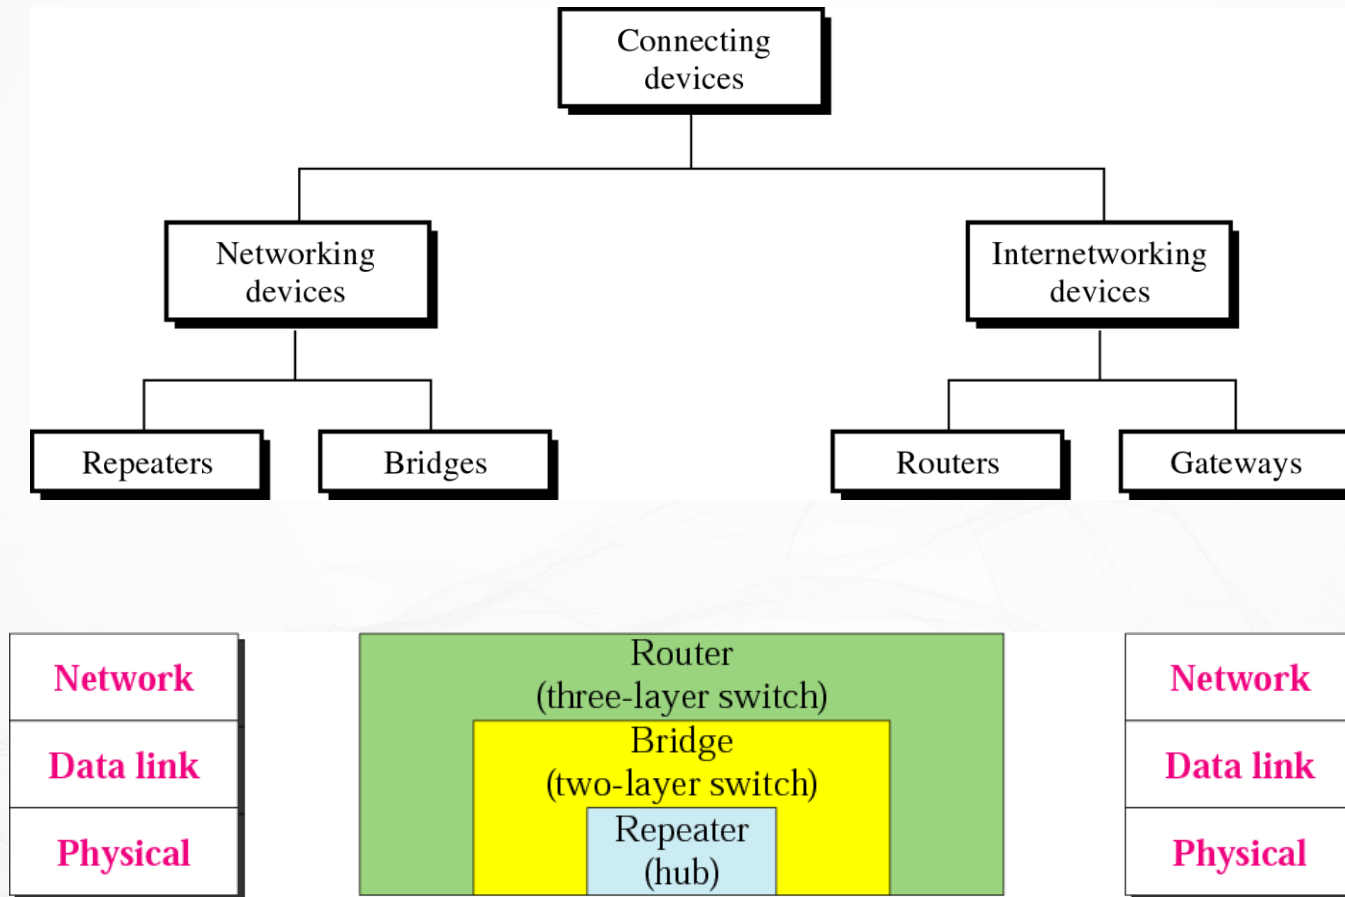 Connecting
devices
Networking
devices
Internetworking
devices
Repeaters
Bridges
Routers
Gateways
Network
Data link
Physical
Router
(three-layer switch)
Bridge
(two-layer switch)
Repeater
(hub)
Network
Data link
Physical